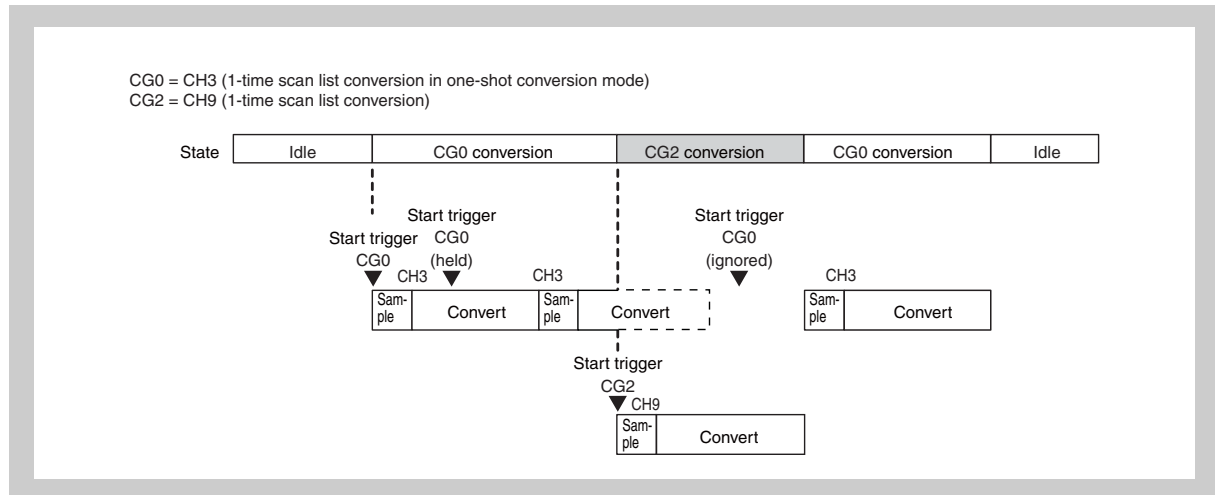 CG0 = CH3 (1-time scan list conversion in one-shot conversion mode)
CG2 = CH9 (1-time scan list conversion)
State Idle CG0 conversion CG2 conversion CG0 conversion Idle
Start trigger
CG0
(held)
Start trigger
CG0
Start trigger
CG0
(ignored)
CH3
CH3
CH3
Sam-
ple
Convert
Sam-
ple
Convert
Sam-
ple
Convert
Start trigger
CG2
CH9
Sam-
ple
Convert